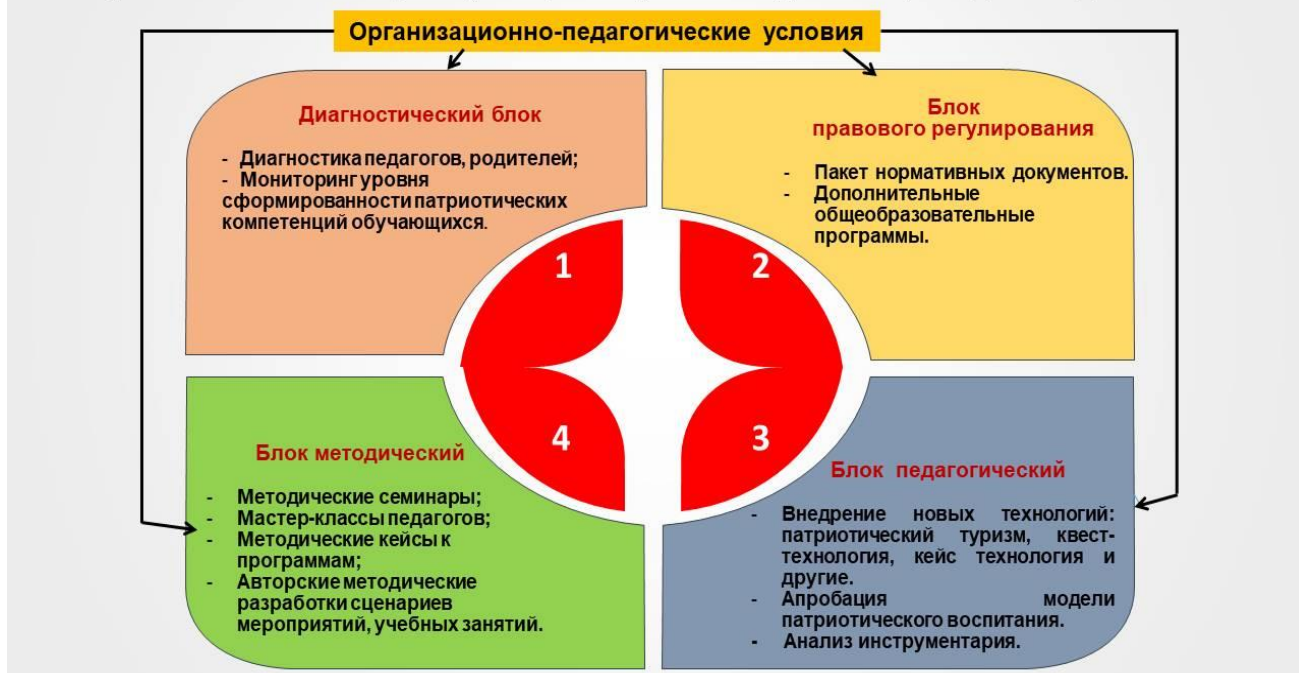 Организационно-педагогические условия
Диагностический блок
- Диагностика педагогов, родителей;
- Мониторинг уровня
сформированности патриотических
компетенций обучающихся.
Блок
правового регулирования
- Пакет нормативных документов.
- Дополнительные
общеобразовательные
программы.
1
2
4
3
Блок методический
- Методические семинары;
- Мастер-классы педагогов;
- Методические кейсы к
программам;
- Авторские методические
разработки сценариев
мероприятий, учебных занятий.
Блок педагогический
- Внедрение новых технологий:
патриотический туризм, квест-
технология, кейс технология и
другие.
- Апробация модели
патриотического воспитания.
- Анализ инструментария.